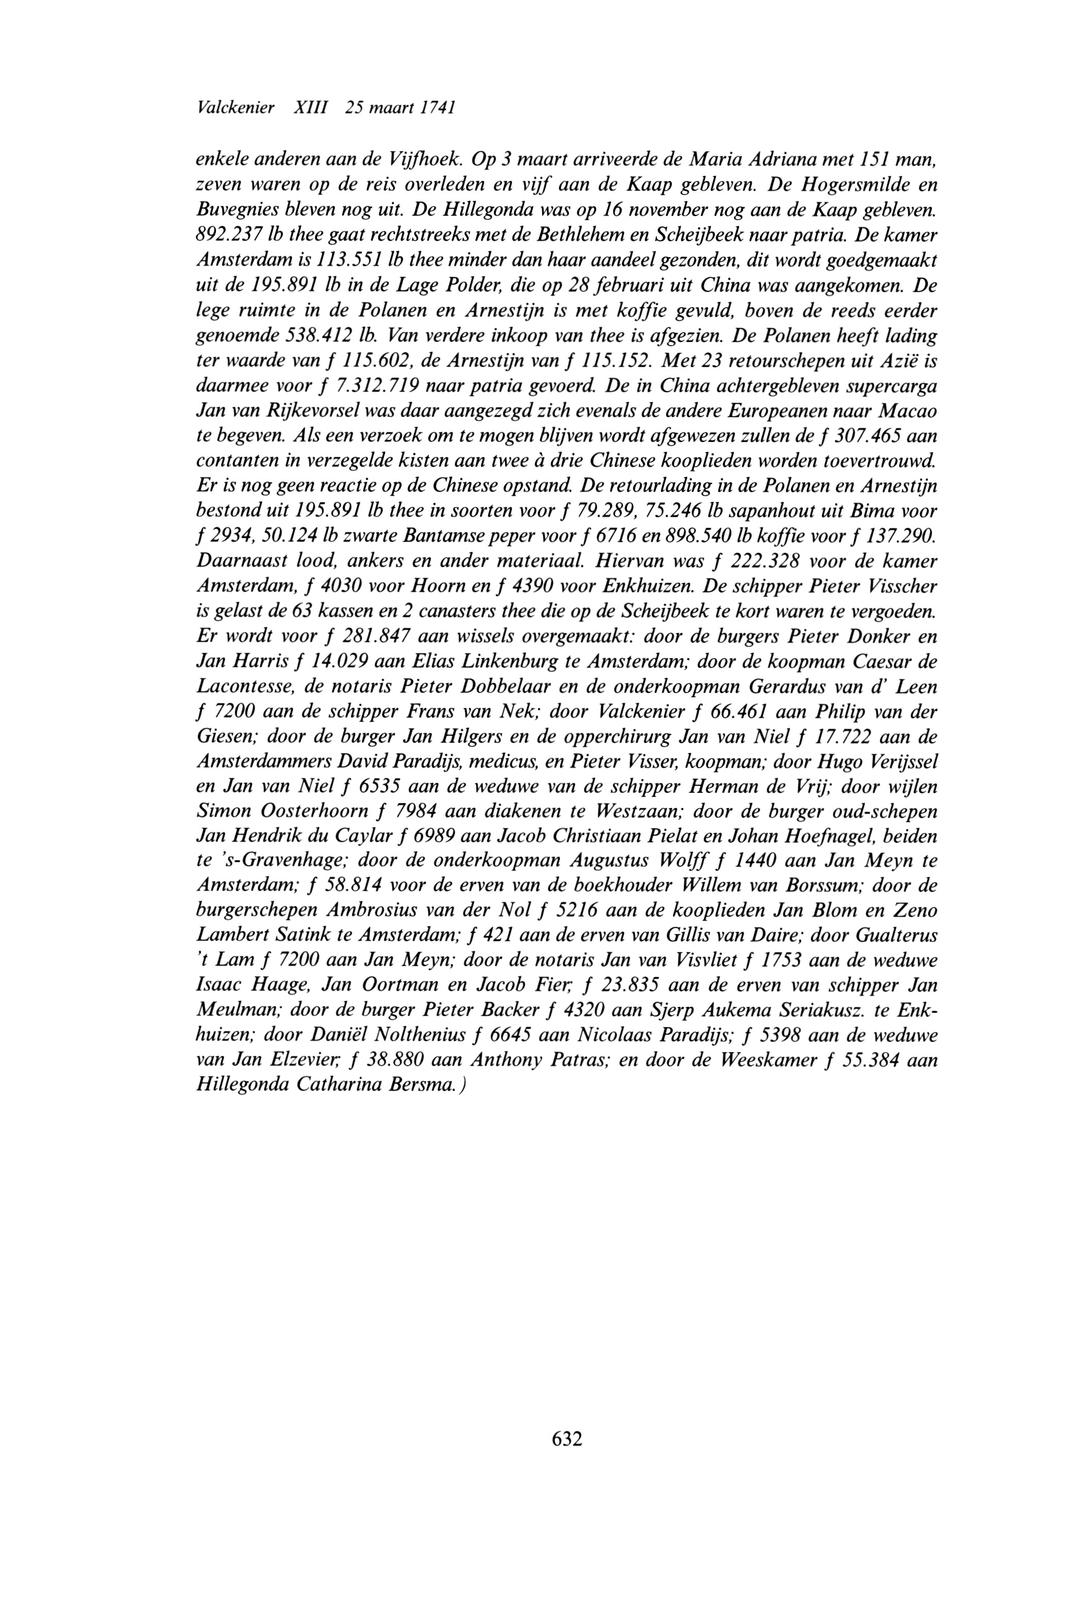 Valckenier XIII 25 maart 1741
enkele anderen aan de Vijfhoek. Op 3 maart arriveerde de Maria Adriana met 151 man,
zeven waren op de reis overleden en vijf aan de Kaap gebleven. De Hogersmilde en
Buvegnies bleven nog uit. De Hillegonda was op 16 november nog aan de Kaap gebleven.
892.237 lb thee gaat rechtstreeks met de Bethlehem en Scheijbeek naar patria. De kamer
Amsterdam is 113.551 lb thee minder dan haar aandeel gezonden, dit wordt goedgemaakt
uit de 195.891 lb in de Lage Polder, die op 28 februari uit China was aangekomen. De
lege ruimte in de Polanen en Arnestijn is met koffie gevuld, boven de reeds eerder
genoemde 538.412 lb. Van verdere inkoop van thee is afgezien. De Polanen heeft lading
ter waarde van f 115.602, de Arnestijn van f 115.152. Met 23 retourschepen uit Azië is
daarmee voor f 7.312.719 naar patria gevoerd. De in China achtergebleven supercarga
Jan van Rijkevorsel was daar aangezegd zich evenals de andere Europeanen naar Macao
te begeven. Als een verzoek om te mogen blijven wordt afgewezen zullen de f 307.465 aan
contanten in verzegelde kisten aan twee à drie Chinese kooplieden worden toevertrouwd.
Er is nog geen reactie op de Chinese opstand. De retourlading in de Polanen en Arnestijn
bestond uit 195.891 lb thee in soorten voor f 79.289, 75.246 lb sapanhout uit Bima voor
f 2934, 50.124 lb zwarte Bantamse peper voor f 6716 en 898.540 lb koffie voor f 137.290.
Daarnaast lood, ankers en ander materiaal. Hiervan was f 222.328 voor de kamer
Amsterdam, f 4030 voor Hoorn en f 4390 voor Enkhuizen. De schipper Pieter Visscher
is gelast de 63 kassen en 2 canasters thee die op de Scheijbeek te kort waren te vergoeden.
Er wordt voor f 281.847 aan wissels overgemaakt: door de burgers Pieter Donker en
Jan Harris f 14.029 aan Elias Linkenburg te Amsterdam; door de koopman Caesar de
Lacontesse, de notaris Pieter Dobbelaar en de onderkoopman Gerardus van d' Leen
f 7200 aan de schipper Frans van Nek; door Valckenier f 66.461 aan Philip van der
Giesen; door de burger Jan Hilgers en de opperchirurg Jan van Niel f 17.722 aan de
Amsterdammers David Paradijs, medicus, en Pieter Visser, koopman; door Hugo Verijssel
en Jan van Niel f 6535 aan de weduwe van de schipper Herman de Vrij; door wijlen
Simon Oosterhoorn f 7984 aan diakenen te Westzaan; door de burger oud-schepen
Jan Hendrik du Caylar f 6989 aan Jacob Christiaan Pielat en Johan Hoefnagel, beiden
te 's-Gravenhage; door de onderkoopman Augustus Wolff f 1440 aan Jan Meyn te
Amsterdam; f 58.814 voor de erven van de boekhouder Willem van Borssum; door de
burgerschepen Ambrosius van der Nol f 5216 aan de kooplieden Jan Blom en Zeno
Lambert Satink te Amsterdam; f 421 aan de erven van Gillis van Daire; door Gualterus
't Lam f 7200 aan Jan Meyn; door de notaris Jan van Visvliet f 1753 aan de weduwe
Isaac Haage, Jan Oortman en Jacob Fier; f 23.835 aan de erven van schipper Jan
Meulman; door de burger Pieter Backer f 4320 aan Sjerp Aukema Seriakusz. te Enk-
huizen; door Daniël Nolthenius f 6645 aan Nicolaas Paradijs; f 5398 aan de weduwe
van Jan Elzevier; f 38.880 aan Anthony Patras; en door de Weeskamer f 55.384 aan
Hillegonda Catharina Bersma.)
632